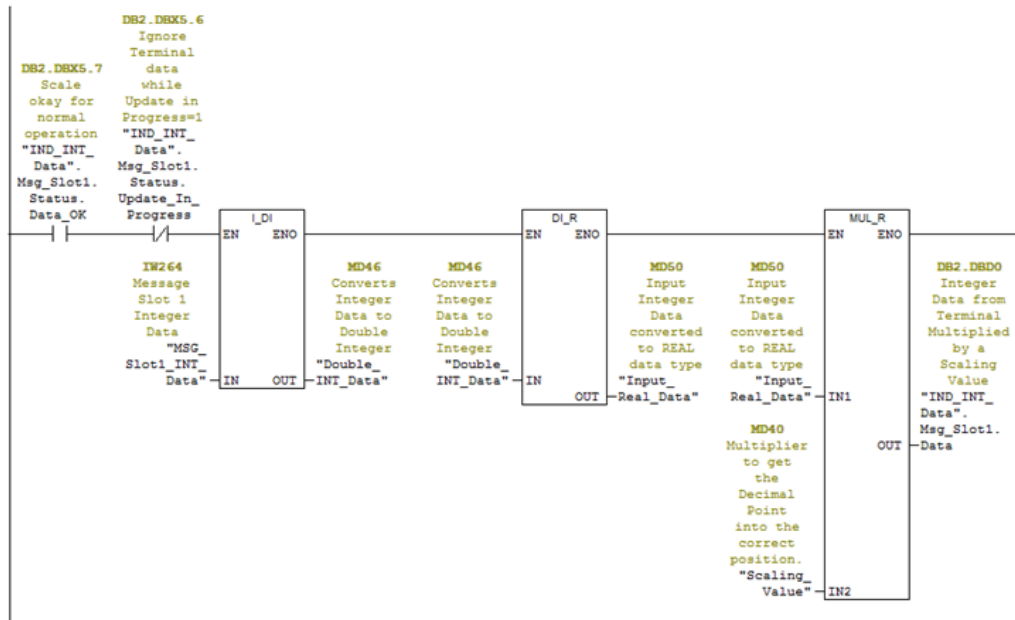 DB2.DBX5.7
Scale
okay for
normal
operation
"IND_INT_
Data".
Msg_Slot1.
Status.
Data_OK
DB2.DBX5.6
Ignore
Terminal
data
while
Update in
Progress=1
"IND_INT_
Data".
Msg_Slot1.
Status.
Update_In_
Progress
I_DI
EN ENO
IW264
Message
Slot 1
Integer
Data
"MSG_
Slot1_INT_
Data"
IN OUT
MD46
Converts
Integer
Data to
Double
Integer
"Double_
INT_Data"
MD46
Converts
Integer
Data to
Double
Integer
"Double_
INT_Data"
DI_R
EN ENO
IN
OUT
MD50
Input
Integer
Data
converted
to REAL
data type
"Input_
Real_Data"
MD50
Input
Integer
Data
converted
to REAL
data type
"Input_
Real_Data"
MD40
Multiplier
to get
the
Decimal
Point
into the
correct
position.
"Scaling_
Value"
MUL_R
EN ENO
IN1
OUT
IN2
DB2.DBD0
Integer
Data from
Terminal
Multiplied
by a
Scaling
Value
"IND_INT_
Data".
Msg_Slot1.
Data